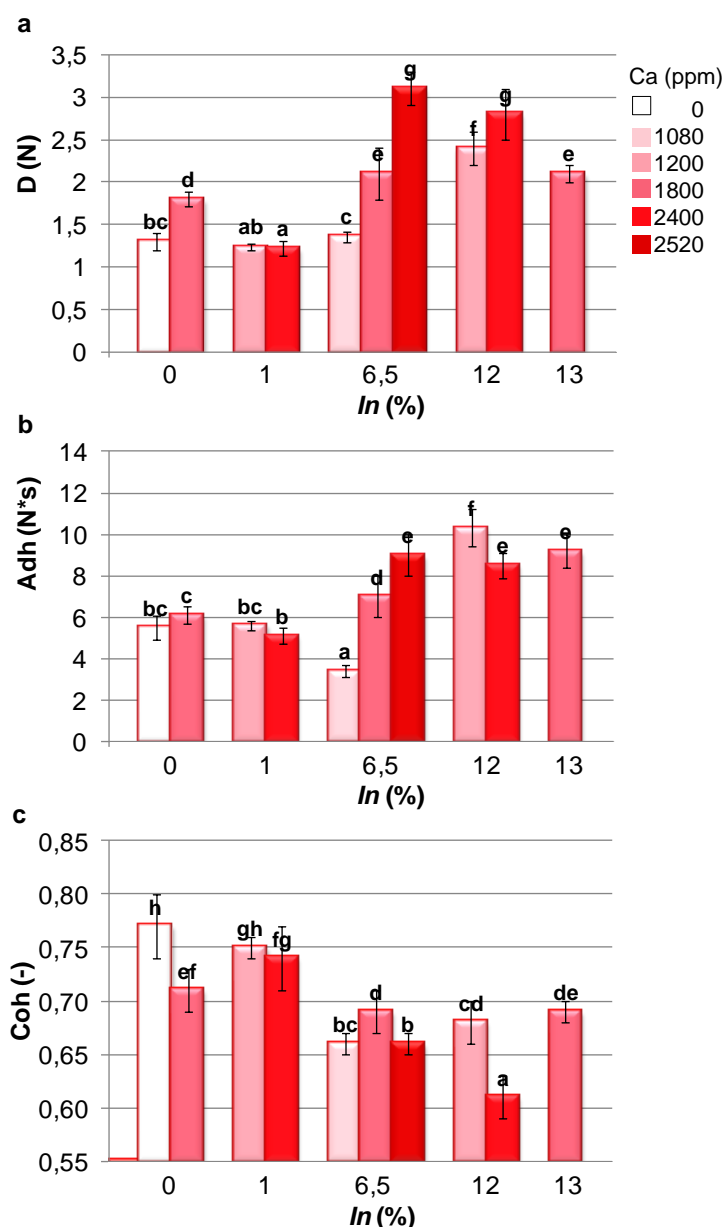 a
D (N)
3,5
3
2,5
2
1,5
1
0,5
0
bc
d
ab
a
c
e
g
f
g
e
0
1
6,5
12
13
In (%)
Ca (ppm)
0
1080
1200
1800
2400
2520
b
Adh (N*s)
14
12
10
8
6
4
2
0
bc
c
bc
b
a
d
e
f
e
e
0
1
6,5
12
13
In (%)
c
Coh (-)
0,85
0,80
0,75
0,70
0,65
0,60
0,55
h
ef
gh
fg
bc
d
b
cd
a
de
0
1
6,5
12
13
In (%)